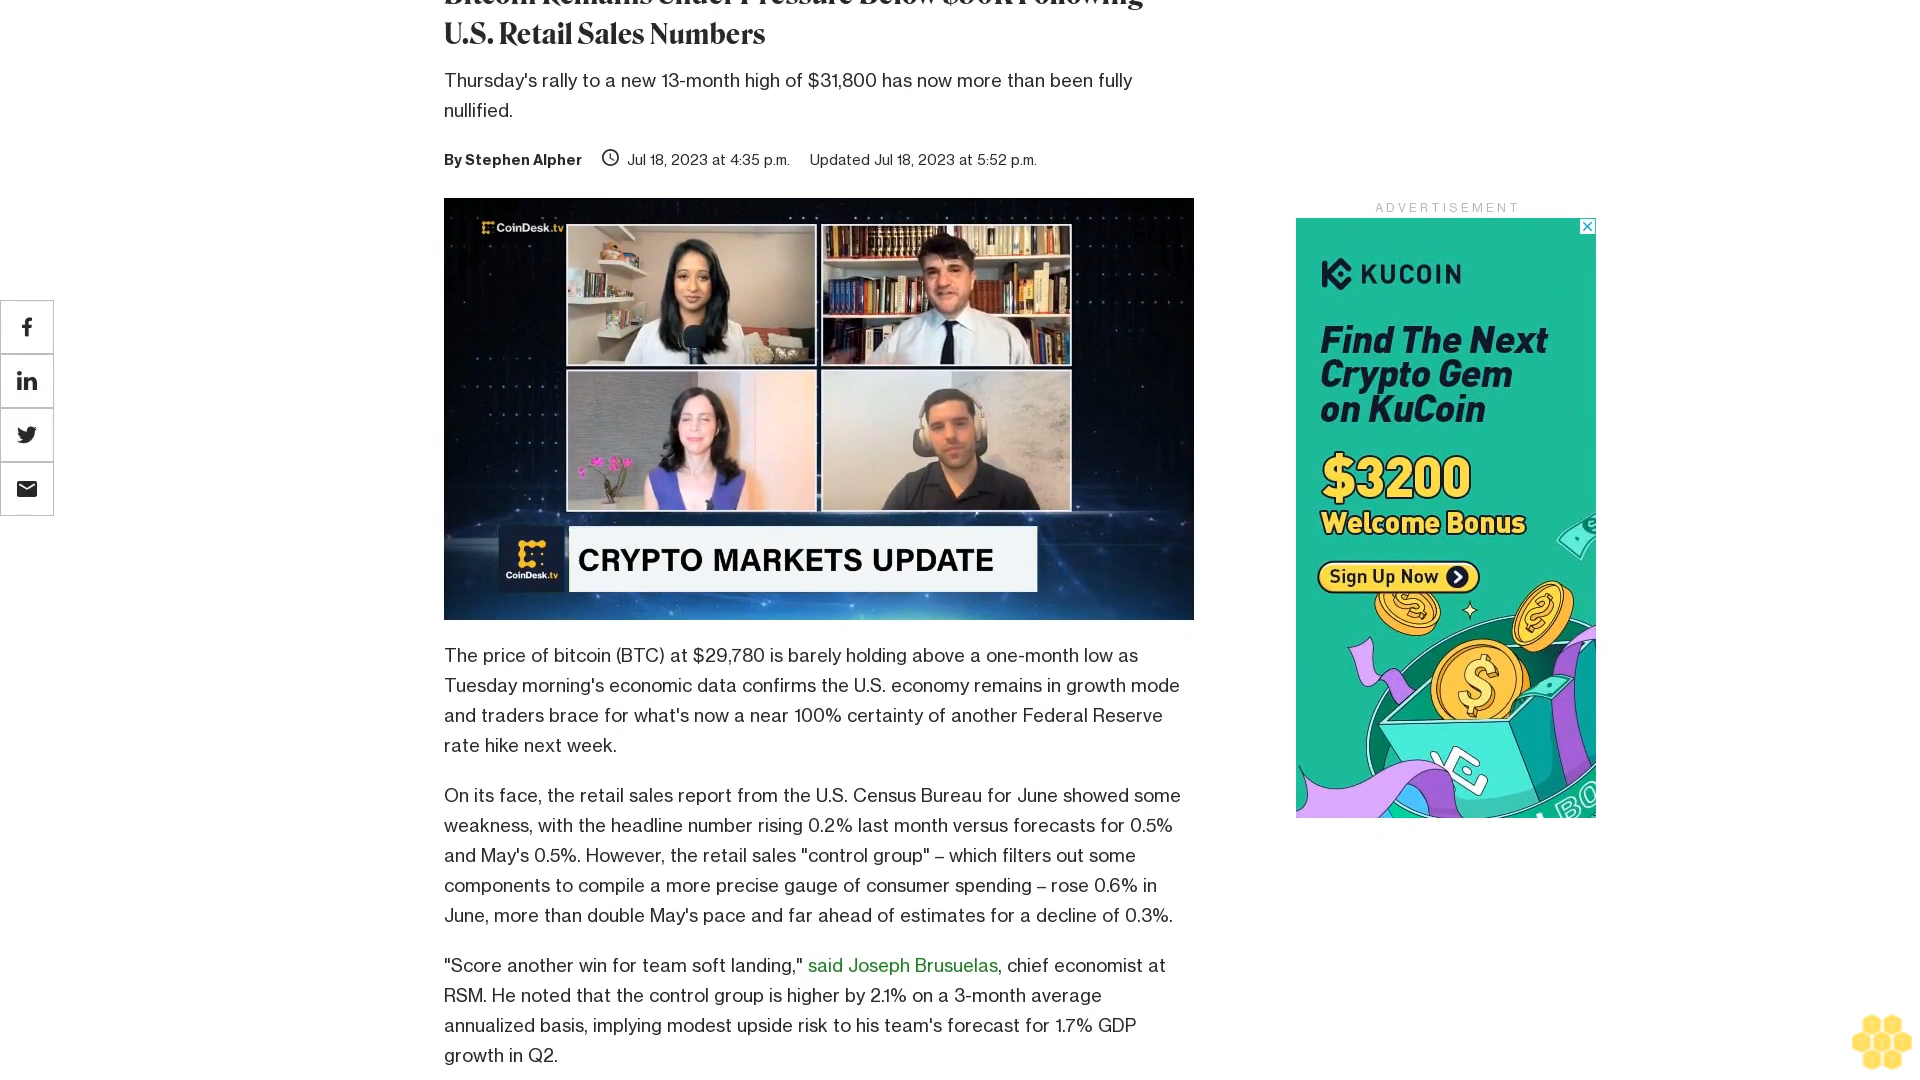 Bitcoin Remains Under Pressure Below $30K Following
U.S. Retail Sales Numbers
Thursday's rally to a new 13-month high of $31,800 has now more than been fully
nullified.
By Stephen Alpher Jul 18, 2023 at 4:35 p.m. Updated Jul 18, 2023 at 5:52 p.m.
ADVERTISEMENT
CoinDesk.tv
KUCOIN
Find The Next
Crypto Gem
on KuCoin
$3200
Welcome Bonus
Sign Up Now
CoinDesk.tv
CRYPTO MARKETS UPDATE
The price of bitcoin (BTC) at $29,780 is barely holding above a one-month low as
Tuesday morning's economic data confirms the U.S. economy remains in growth mode
and traders brace for what's now a near 100% certainty of another Federal Reserve
rate hike next week.
On its face, the retail sales report from the U.S. Census Bureau for June showed some
weakness, with the headline number rising 0.2% last month versus forecasts for 0.5%
and May's 0.5%. However, the retail sales "control group" – which filters out some
components to compile a more precise gauge of consumer spending – rose 0.6% in
June, more than double May's pace and far ahead of estimates for a decline of 0.3%.
"Score another win for team soft landing," said Joseph Brusuelas, chief economist at
RSM. He noted that the control group is higher by 2.1% on a 3-month average
annualized basis, implying modest upside risk to his team's forecast for 1.7% GDP
growth in Q2.